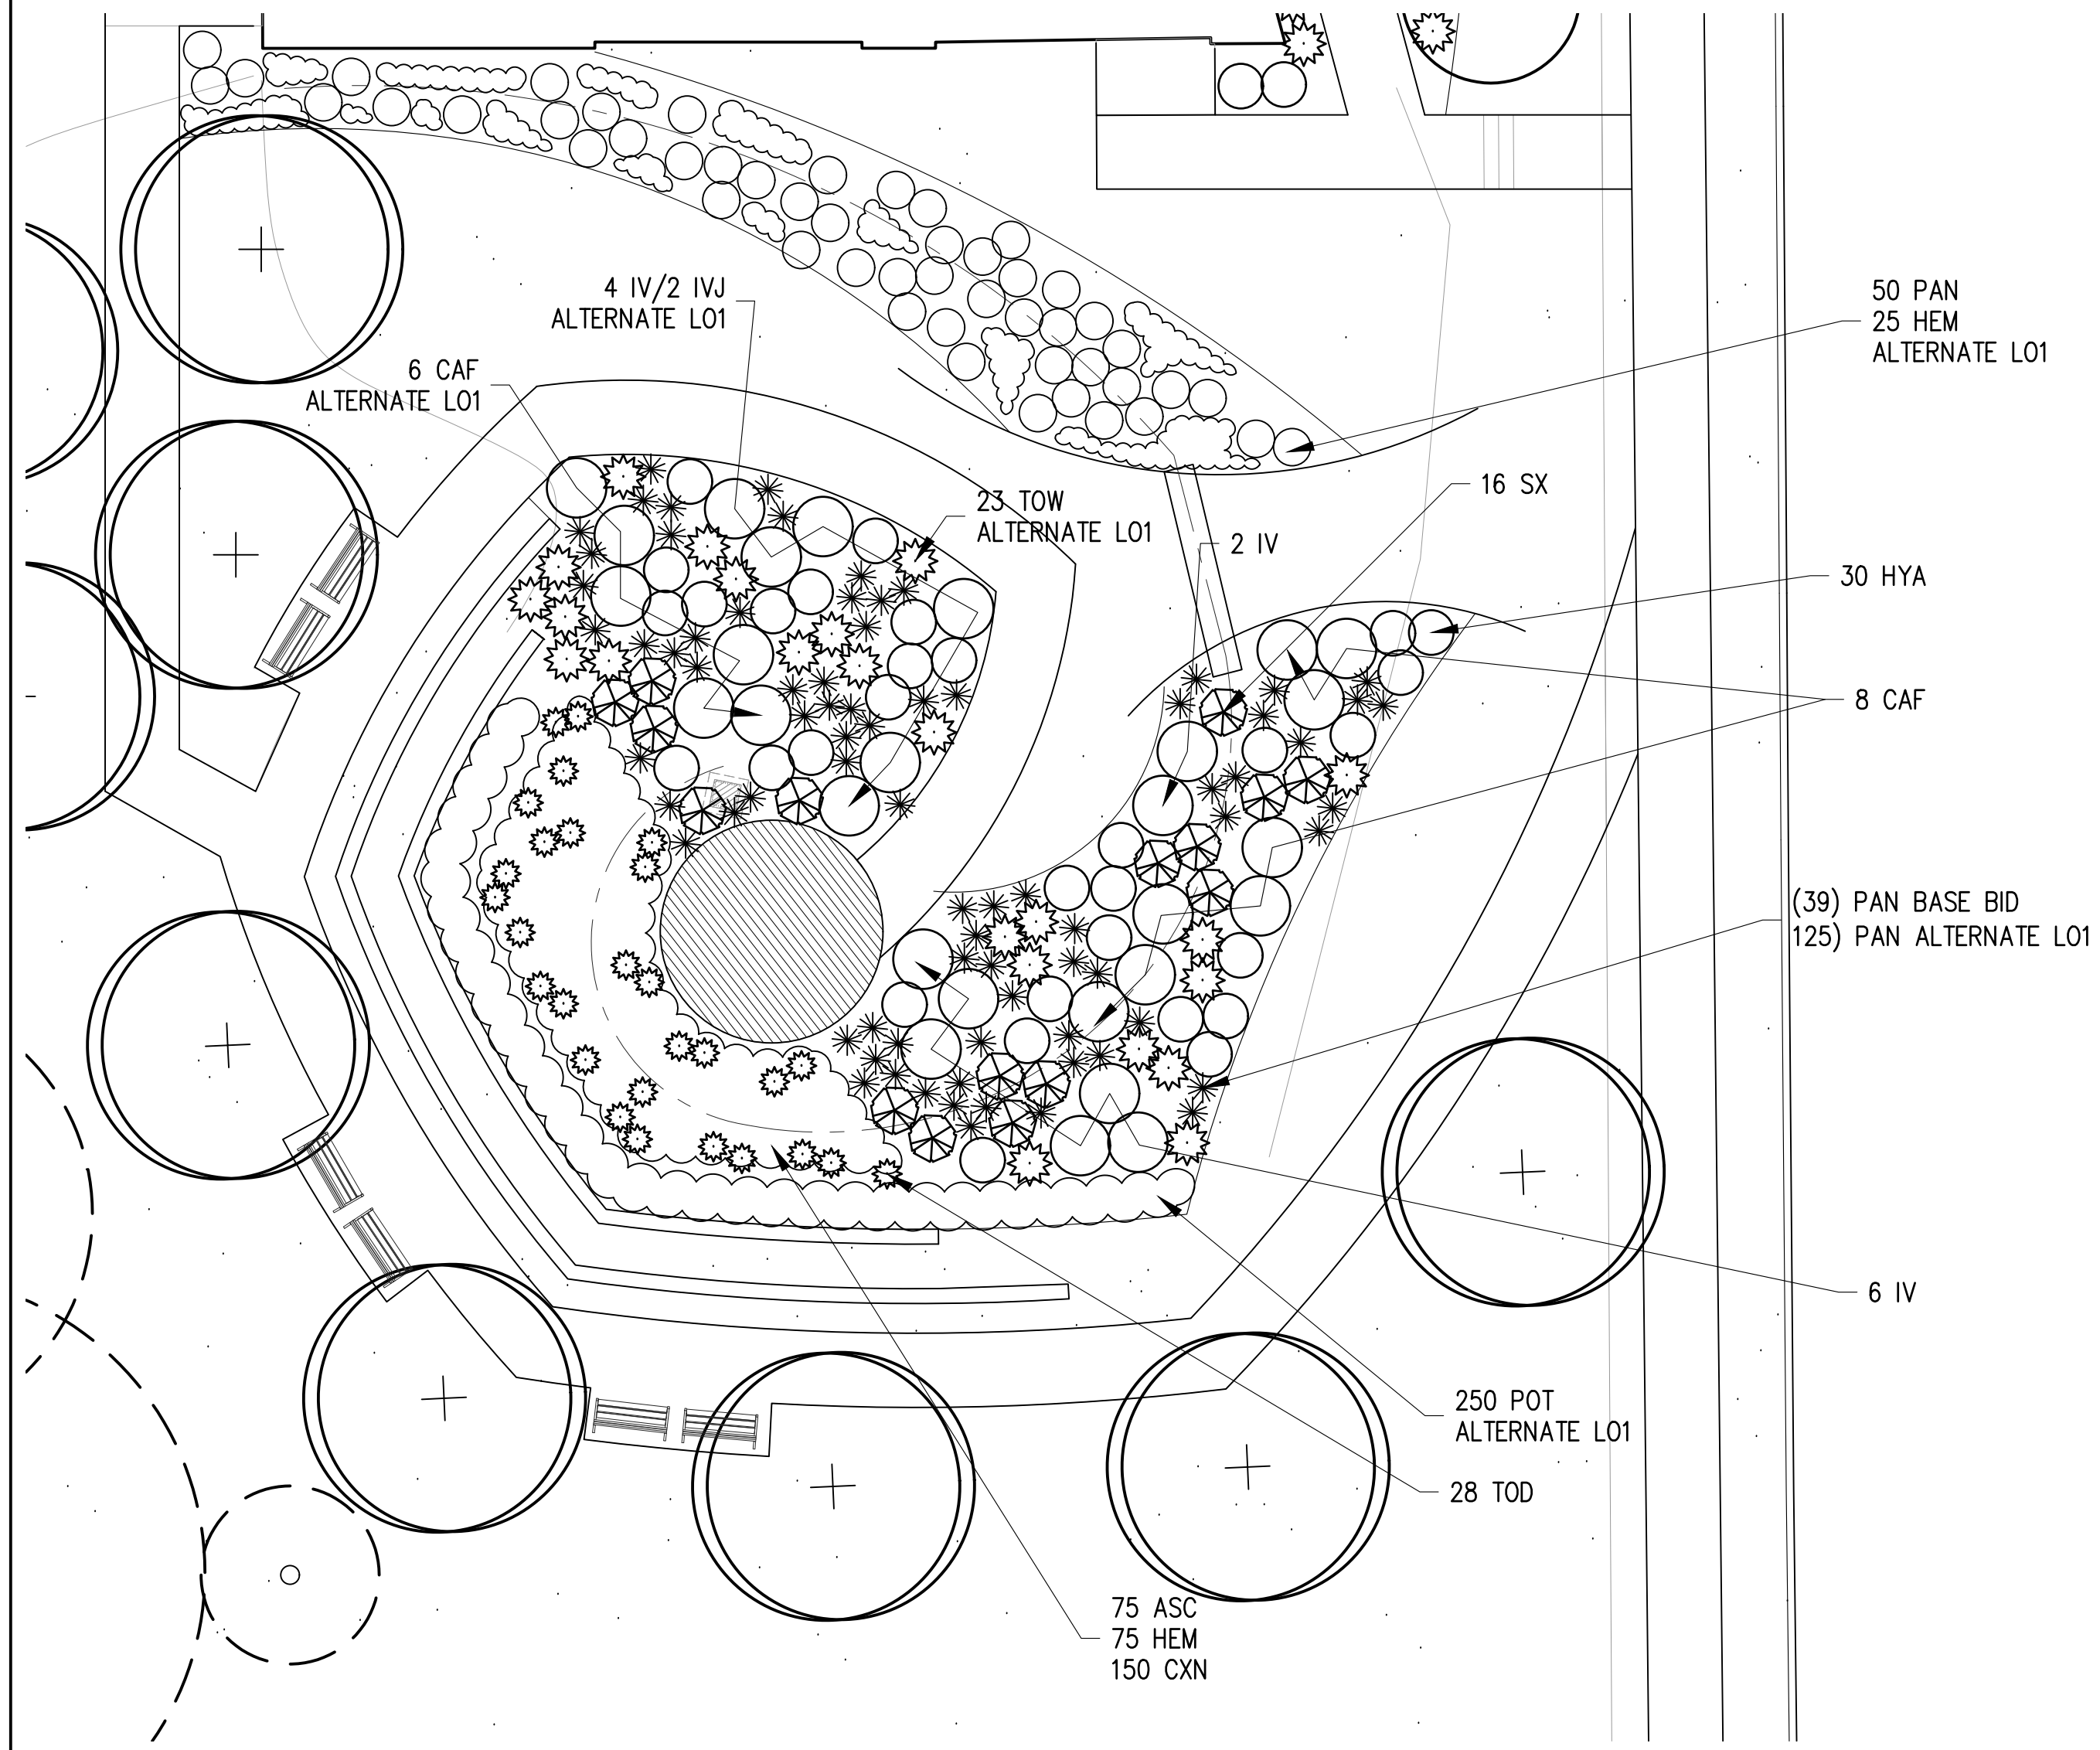 50 PAN
25 HEM
ALTERNATE L01
4 IV/2 IVJ
ALTERNATE L01
6 CAF
ALTERNATE L01
16 SX
23 TOW
ALTERNATE L01
2 IV
30 HYA
8 CAF
(39) PAN BASE BID
125) PAN ALTERNATE L01
6 IV
250 POT
ALTERNATE L01
28 TOD
75 ASC
75 HEM
150 CXN